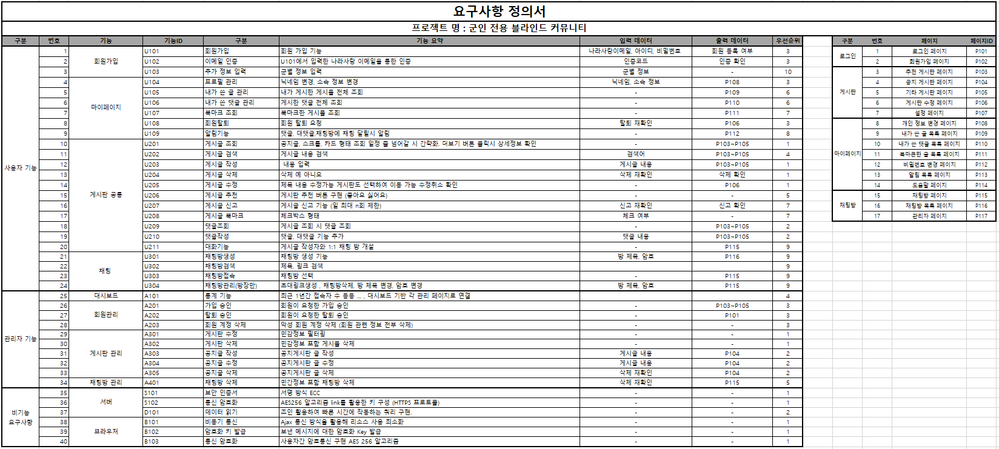 요구사항 정의서
프로젝트 명 : 군인 전용 블라인드 커뮤니티
구분 번호 기능 기능ID 구분 기능 요약 입력 데이터 출력 데이터 우선순위
사용자 기능
회원가입
1 U101 회원가입 회원 가입 기능 나라사랑이메일, 아이디, 비밀번호 회원 등록 여부 3
2 U102 이메일 인증 U101에서 입력한 나라사랑 이메일을 통한 인증 인증코드 인증 확인 3
3 U103 추가 정보 입력 군별 정보 입력 군별 정보 - 10
마이페이지
4 U104 프로필 관리 닉네임 변경, 소속 정보 변경 닉네임, 소속 정보 P108 3
5 U105 내가 쓴 글 관리 내가 게시한 게시물 전체 조회 - P109 6
6 U106 내가 쓴 댓글 관리 게시한 댓글 전체 조회 - P110 6
7 U107 북마크 조회 북마크한 게시물 조회 - P111 7
8 U108 회원탈퇴 회원 탈퇴 요청 탈퇴 재확인 P106 3
9 U109 알림기능 댓글, 대댓글,채팅방에 채팅 달릴시 알림 - P112 8
게시판 공통
10 U201 게시글 조회 공지글, 스크롤, 카드 형태 조회 일정 줄 넘어갈 시 간략화. 더보기 버튼 클릭시 상세정보 확인 - P103~P105 1
11 U202 게시글 검색 게시글 내용 검색 검색어 P103~P105 4
12 U203 게시글 작성 내용 입력 게시글 내용 P103~P105 1
13 U204 게시글 삭제 삭제 예 아니오 삭제 재확인 삭제 확인 1
14 U205 게시글 수정 제목 내용 수정가능 게시판도 선택하여 이동 가능 수정취소 확인 - P106 1
15 U206 게시글 추천 게시판 추천 버튼 구현 (좋아요 싫어요) - - 5
16 U207 게시글 신고 게시글 신고 기능 (일 최대 n회 제한) 신고 재확인 신고 확인 7
17 U208 게시글 북마크 체크박스 형태 체크 여부 - 7
18 U209 댓글조회 게시글 조회 시 댓글 조회 - P103~P105 2
19 U210 댓글작성 댓글, 대댓글 기능 추가 댓글 내용 P103~P105 2
20 U211 대화기능 게시글 작성자와 1:1 채팅 방 개설 - P115 9
채팅
21 U301 채팅방생성 채팅방 생성 기능 방 제목, 암호 P116 9
22 U302 채팅방검색 제목, 링크 검색 9
23 U303 채팅방접속 채팅방 선택 - P115 9
24 U304 채팅방관리(방장만) 초대링크생성 , 채팅방삭제, 방 제목 변경, 암호 변경 방 제목, 암호 P115 9
관리자 기능
대시보드
25 A101 통계 기능 최근 1년간 접속자 수 등등 ... , 대시보드 기반 각 관리 페이지로 연결 4
회원관리
26 A201 가입 승인 회원이 요청한 가입 승인 - P103~P105 3
27 A202 탈퇴 승인 회원이 요청한 탈퇴 승인 - P101 3
28 A203 회원 계정 삭제 악성 회원 계정 삭제 (회원 관련 정보 전부 삭제) - - 3
게시판 관리
29 A301 게시판 수정 민감정보 필터링 - - 1
30 A302 게시판 삭제 민감정보 포함 게시물 삭제 - - 1
31 A303 공지글 작성 공지게시판 글 작성 게시글 내용 P104 2
32 A304 공지글 수정 공지게시판 글 수정 게시글 내용 P104 2
33 A305 공지글 삭제 공지게시판 글 삭제 삭제 재확인 P104 2
채팅방 관리
34 A401 채팅방 삭제 민간정보 포함 채팅방 삭제 삭제 재확인 P115 5
비기능
요구사항
서버
35 S101 보안 인증서 서명 방식 ECC - - 1
36 S102 통신 암호화 AES256 알고리즘 link를 활용한 키 구성 (HTTPS 프로토콜) - - 1
37 D101 데이터 읽기 조인 활용하여 빠른 시간에 작동하는 쿼리 구현. - - 2
브라우저
38 B101 비동기 통신 Ajax 통신 방식을 활용해 리소스 사용 최소화 - - 1
39 B102 암호화 키 발급 보낸 메시지에 대한 암호화 Key 발급 - - 1
40 B103 통신 암호화 사용자간 암호통신 구현 AES 256 알고리즘 - - 1
구분 번호 페이지 페이지ID
로그인
1 로그인 페이지 P101
2 회원가입 페이지 P102
게시판
3 추천 게시판 페이지 P103
4 공지 게시판 페이지 P104
5 기타 게시판 페이지 P105
6 게시판 수정 페이지 P106
7 설정 페이지 P107
마이페이지
8 개인 정보 변경 페이지 P108
9 내가 쓴 글 목록 페이지 P109
10 내가 쓴 댓글 목록 페이지 P110
11 북마크한 글 목록 페이지 P111
12 비밀번호 변경 페이지 P112
13 알림 목록 페이지 P113
14 도움말 페이지 P114
채팅방
15 채팅방 페이지 P115
16 채팅방 목록 페이지 P116
17 관리자 페이지 P117